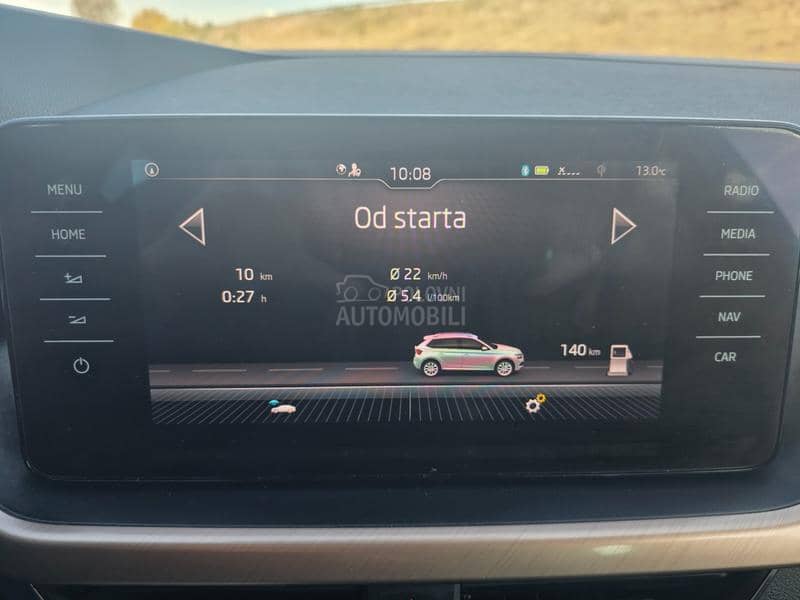 MENU
HOME
10:08
13.0°C
Od starta
10 km
0:27 h
Ø 22 km/h
Ø 5.4 l/100km
POLOVNI
AUTOMOBILI
140 km
RADIO
MEDIA
PHONE
NAV
CAR